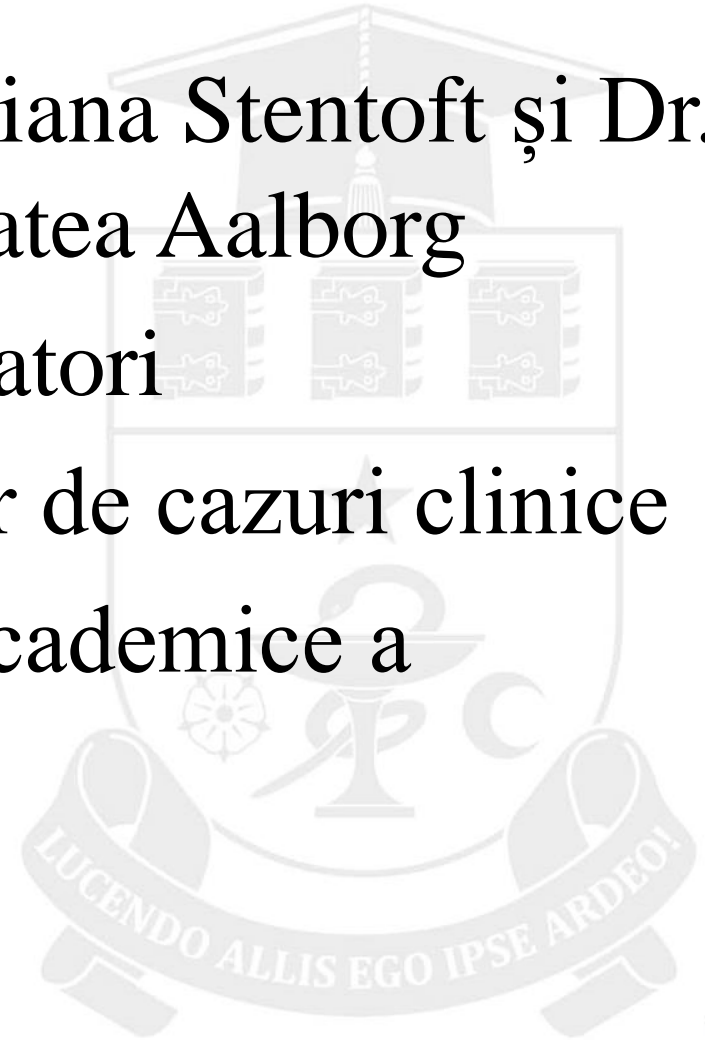 iana Stentoft și Dr.
atea Aalborg
atori
r de cazuri clinice
cademice a
LUCENDO ALLIS EGO IPSE ARDEO!